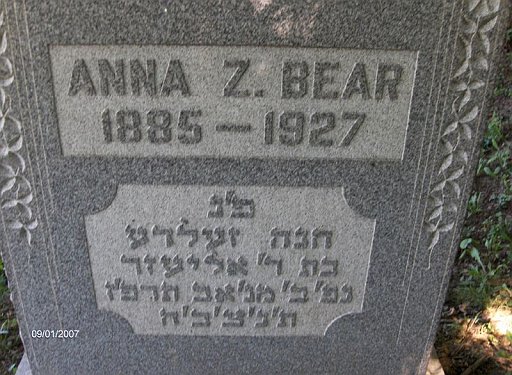 ANNA Z. BEAR
1885 — 1927
פ"נ
חנה זעלדע
בת ר' אליעזר
נפ' ב' מנ'אב תרפ"ז
ת'נ'צ'ב'ה
09/01/2007